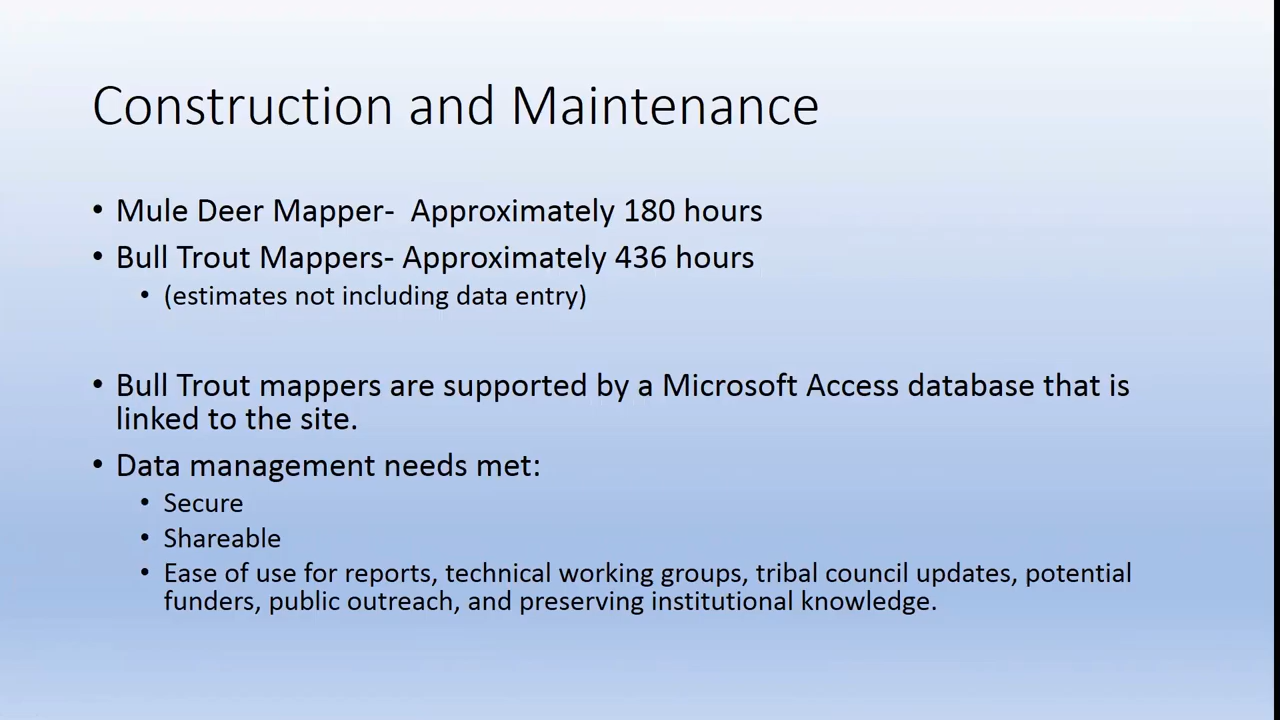 Construction and Maintenance
• Mule Deer Mapper-  Approximately 180 hours
• Bull Trout Mappers- Approximately 436 hours
• (estimates not including data entry)
• Bull Trout mappers are supported by a Microsoft Access database that is
linked to the site.
• Data management needs met:
• Secure
• Shareable
• Ease of use for reports, technical working groups, tribal council updates, potential
funders, public outreach, and preserving institutional knowledge.